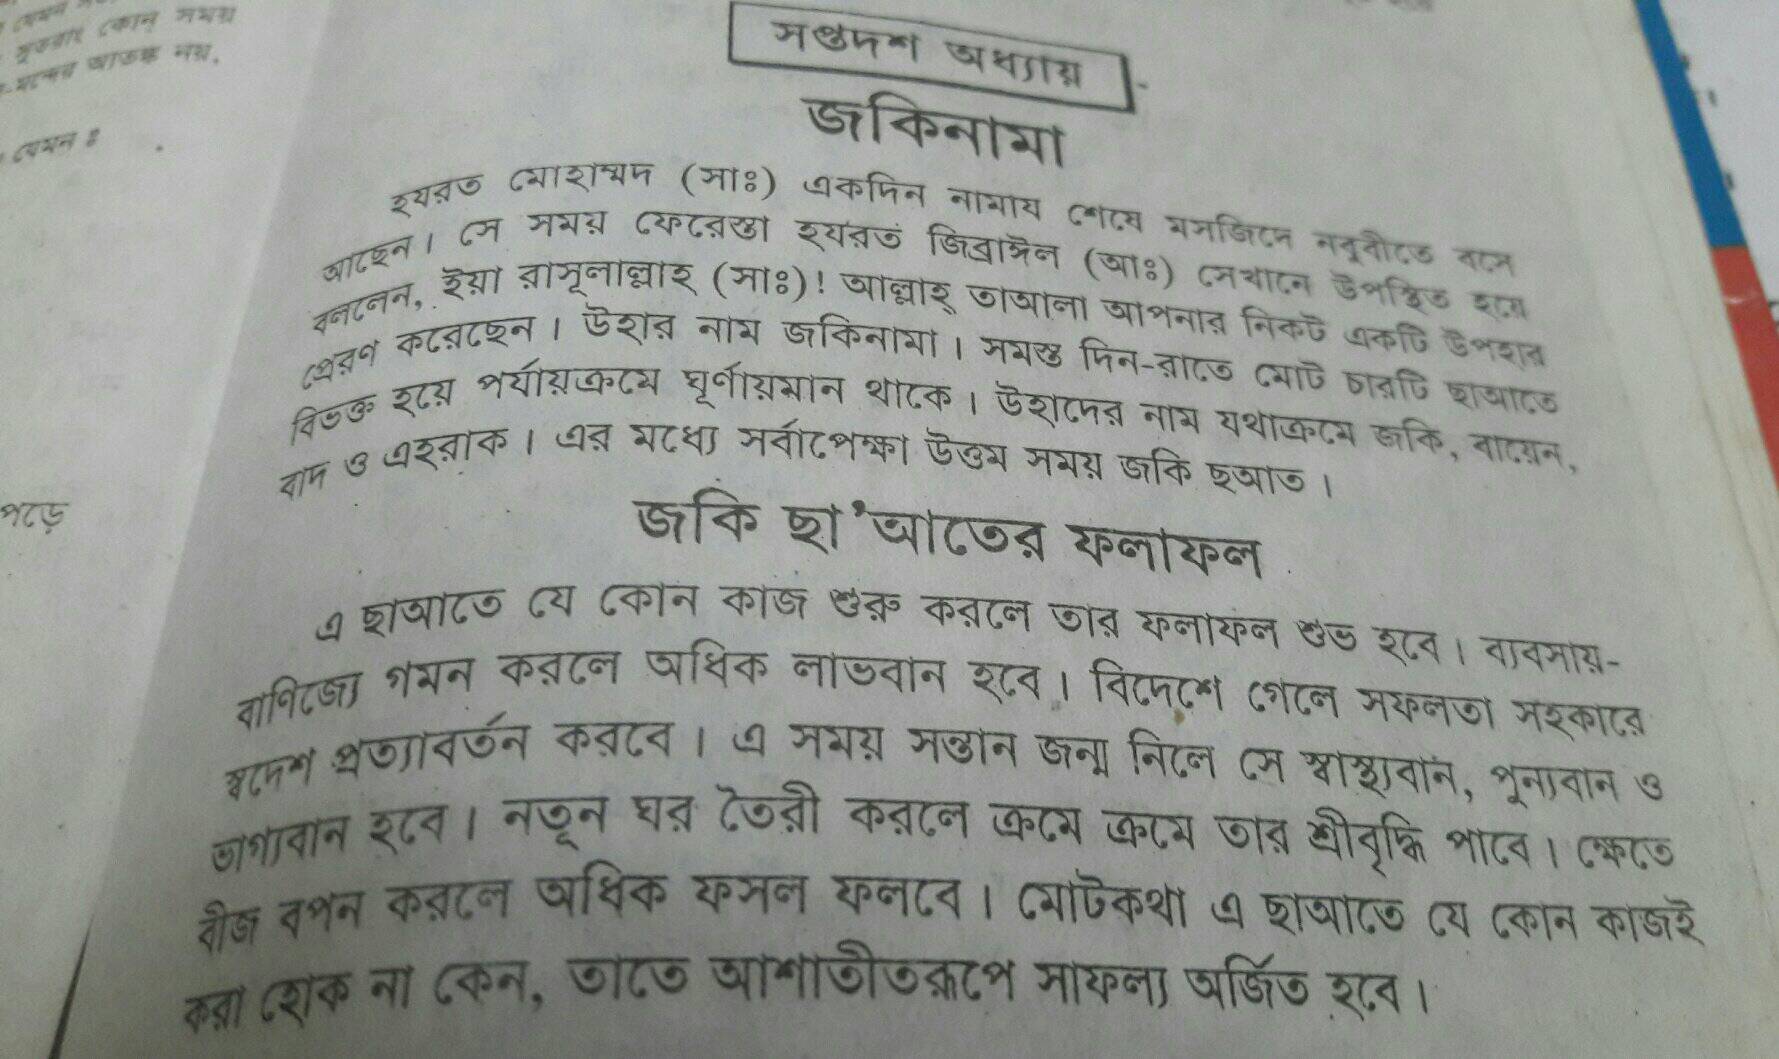 সুতরাং কোন সময়
আতঙ্ক নয়,
যেমন ঃ
পড়ে
সপ্তদশ অধ্যায়
জকিনামা
হযরত মোহাম্মদ (সাঃ) একদিন নামায শেষে মসজিদে নবুবীতে বসে
আছেন। সে সময় ফেরেস্তা হযরত জিব্রাঈল (আঃ) সেখানে উপস্থিত হয়ে
বললেন, ইয়া রাসূলাল্লাহ (সাঃ)! আল্লাহ্ তাআলা আপনার নিকট একটি উপহার
প্রেরণ করেছেন। উহার নাম জকিনামা। সমস্ত দিন-রাতে মোট চারটি ছাআতে
বিভক্ত হয়ে পর্যায়ক্রমে ঘূর্ণায়মান থাকে। উহাদের নাম যথাক্রমে জকি, বায়েন,
বাদ ও এহরাক। এর মধ্যে সর্বাপেক্ষা উত্তম সময় জকি ছআত।
জকি ছা'আতের ফলাফল
এ ছাআতে যে কোন কাজ শুরু করলে তার ফলাফল শুভ হবে। ব্যবসায়-
বাণিজ্যে গমন করলে অধিক লাভবান হবে। বিদেশে গেলে সফলতা সহকারে
স্বদেশ প্রত্যাবর্তন করবে। এ সময় সন্তান জন্ম নিলে সে স্বাস্থ্যবান, পূন্যবান ও
ভাগ্যবান হবে। নতূন ঘর তৈরী করলে ক্রমে ক্রমে তার শ্রীবৃদ্ধি পাবে। ক্ষেতে
বীজ বপন করলে অধিক ফসল ফলবে। মোটকথা এ ছাআতে যে কোন কাজই
করা হোক না কেন, তাতে আশাতীতরূপে সাফল্য অর্জিত হবে।